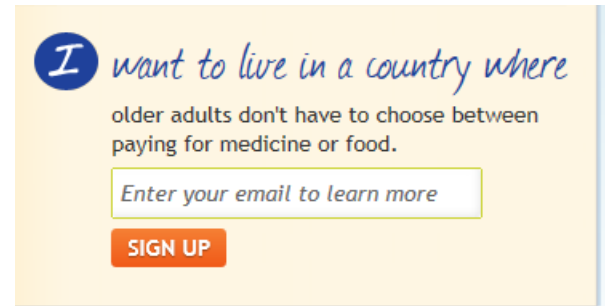 I want to live in a country where
older adults don't have to choose between
paying for medicine or food.
Enter your email to learn more
SIGN UP